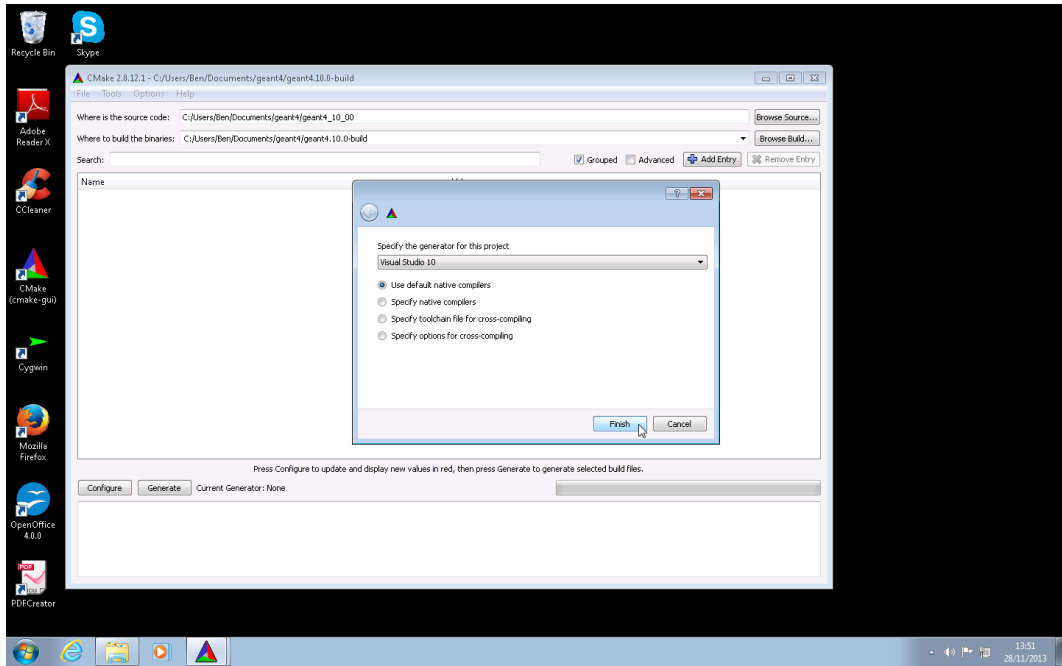 Recycle Bin
Skype
Adobe
Reader X
CCleaner
CMake
(cmake-gui)
Cygwin
Mozilla
Firefox
OpenOffice
4.0.0
PDF
PDFCreator
CMake 2.8.12.1 - C:/Users/Ben/Documents/geant4/geant4.10.0-build
File Tools Options Help
Where is the source code: C:/Users/Ben/Documents/geant4/geant4_10_00 Browse Source...
Where to build the binaries: C:/Users/Ben/Documents/geant4/geant4.10.0-build Browse Build...
Search: Grouped Advanced Add Entry Remove Entry
Name
Specify the generator for this project
Visual Studio 10
Use default native compilers
Specify native compilers
Specify toolchain file for cross-compiling
Specify options for cross-compiling
Finish Cancel
Press Configure to update and display new values in red, then press Generate to generate selected build files.
Configure Generate Current Generator: None
13:51
28/11/2013